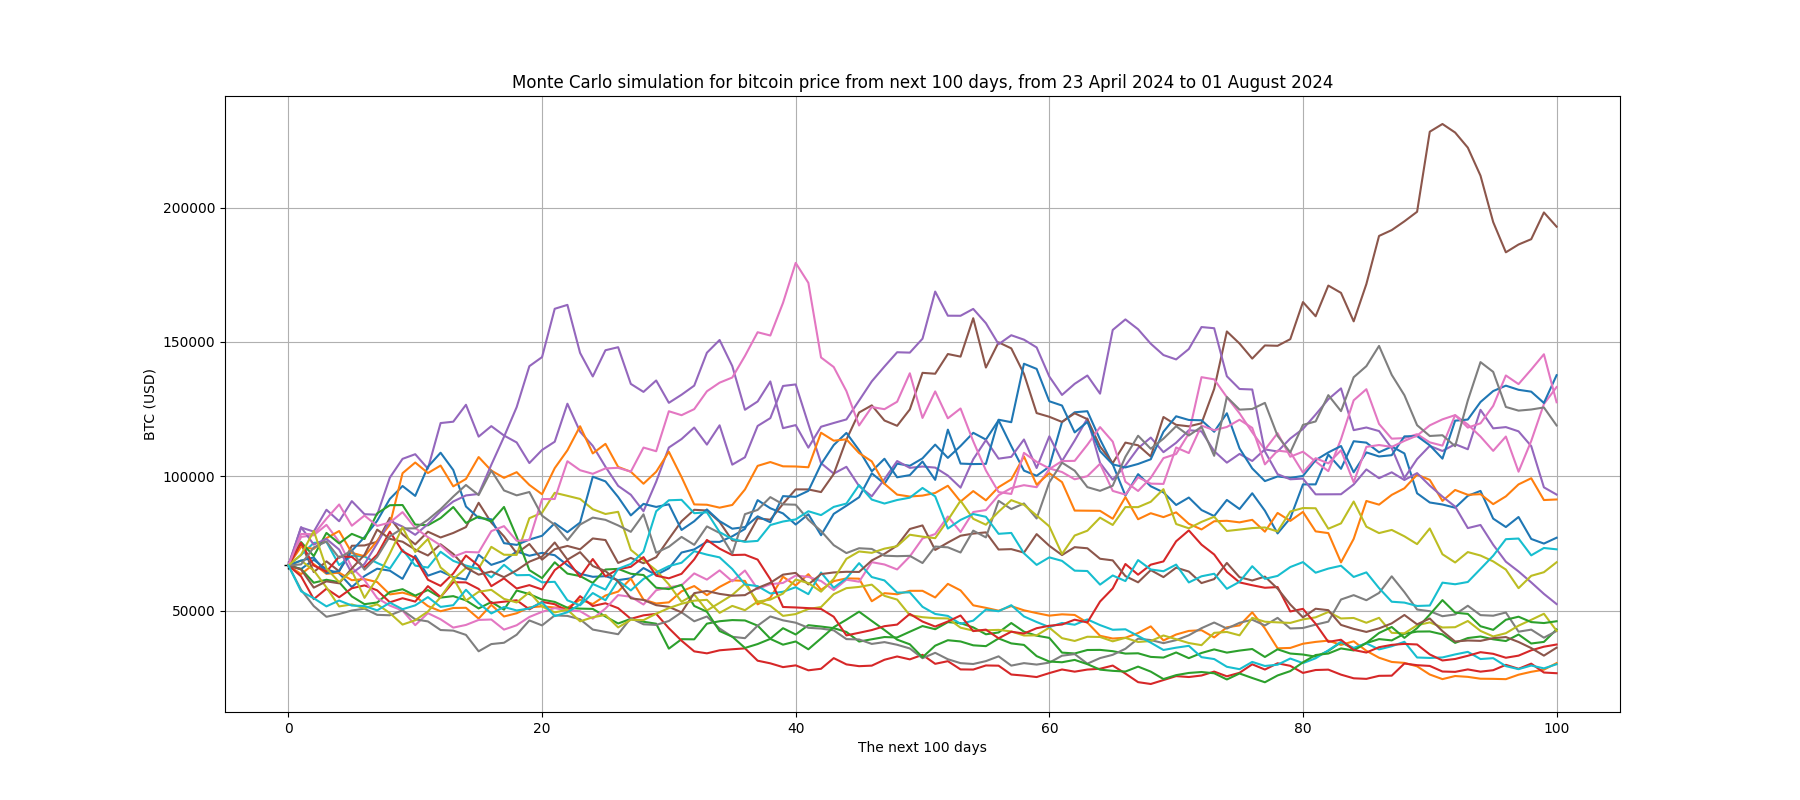 Monte Carlo simulation for bitcoin price from next 100 days, from 23 April 2024 to 01 August 2024
200000
150000
100000
50000
BTC (USD)
0 20 40 60 80 100
The next 100 days